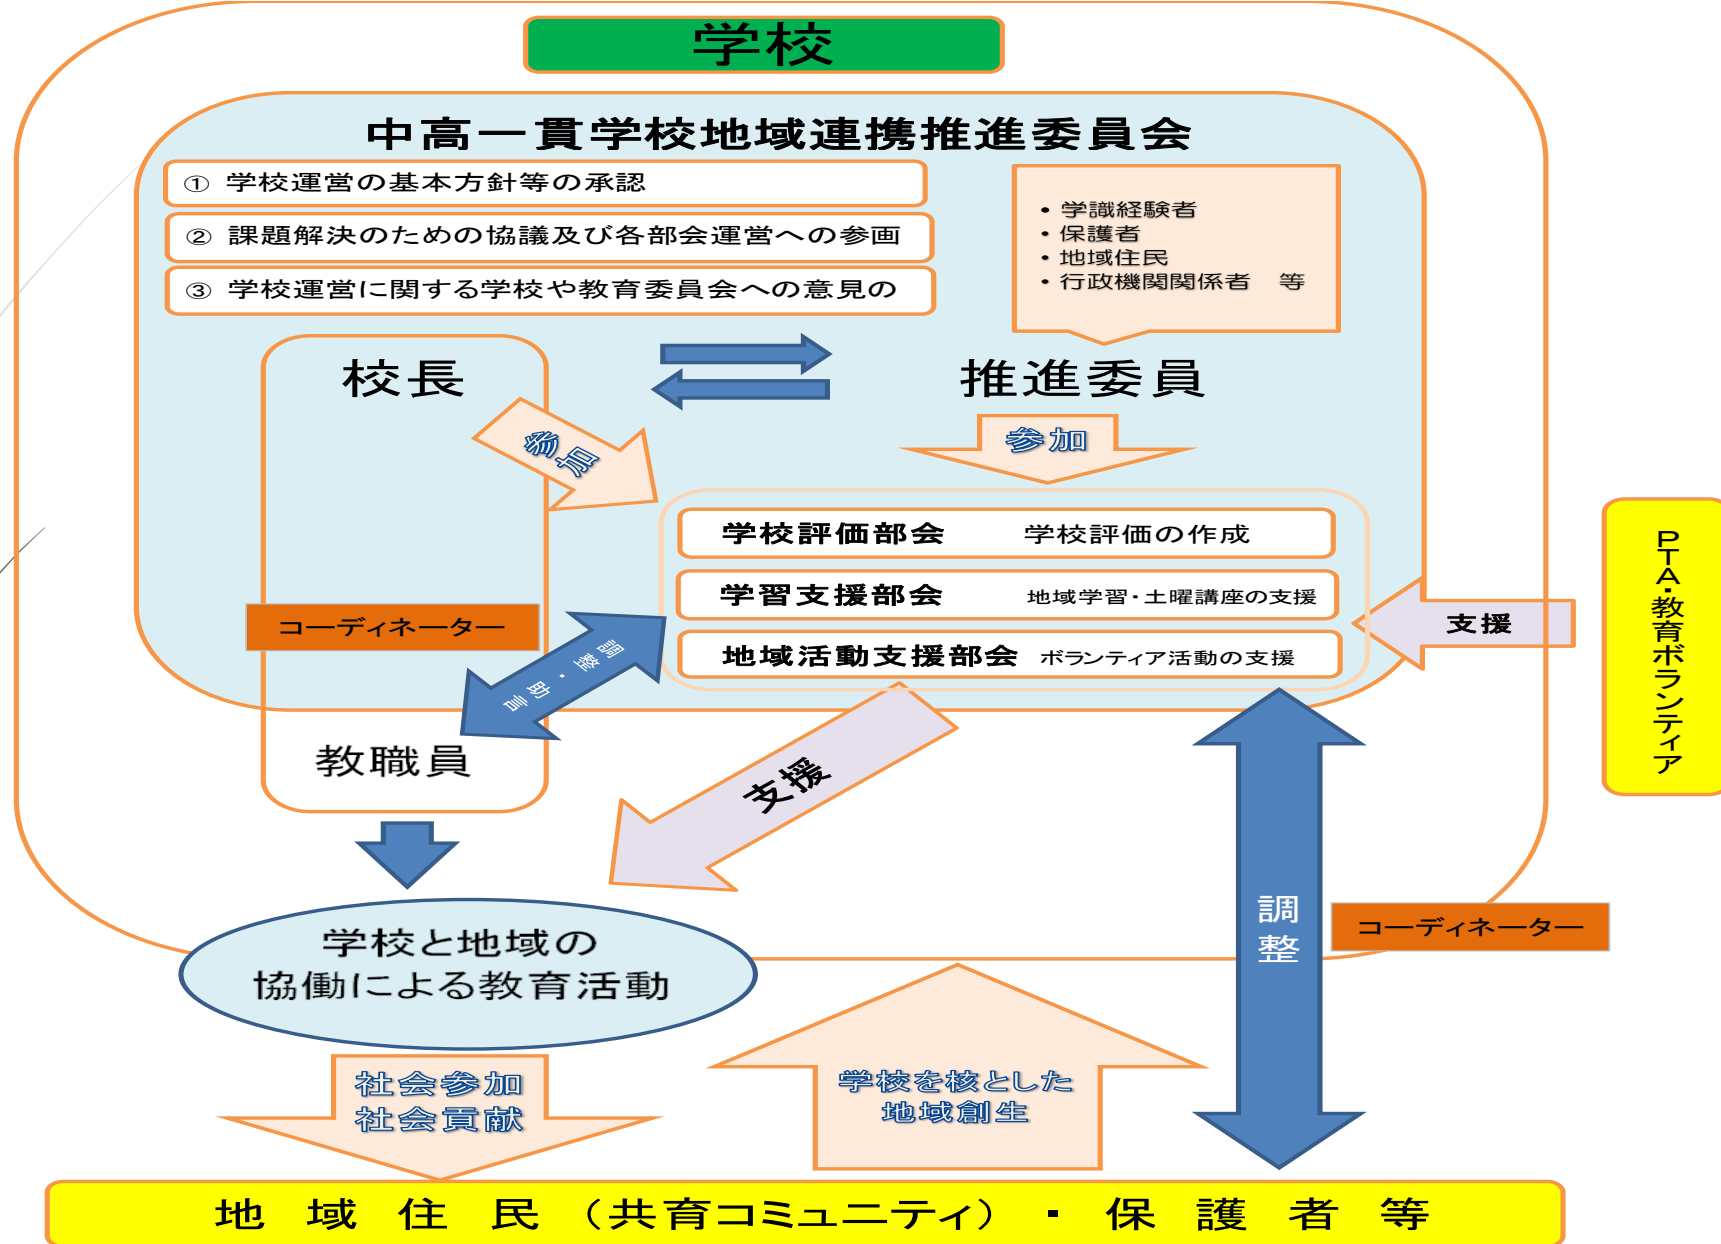 学校
中高一貫学校地域連携推進委員会
① 学校運営の基本方針等の承認
② 課題解決のための協議及び各部会運営への参画
③ 学校運営に関する学校や教育委員会への意見の
・学識経験者
・保護者
・地域住民
・行政機関関係者　等
校長
推進委員
参加
参加
学校評価部会　学校評価の作成
学習支援部会　地域学習・土曜講座の支援
地域活動支援部会　ボランティア活動の支援
支援
PTA・教育ボランティア
コーディネーター
調整・助言
教職員
支援
調整
コーディネーター
学校と地域の
協働による教育活動
社会参加
社会貢献
学校を核とした
地域創生
地域住民（共育コミュニティ）・保護者等